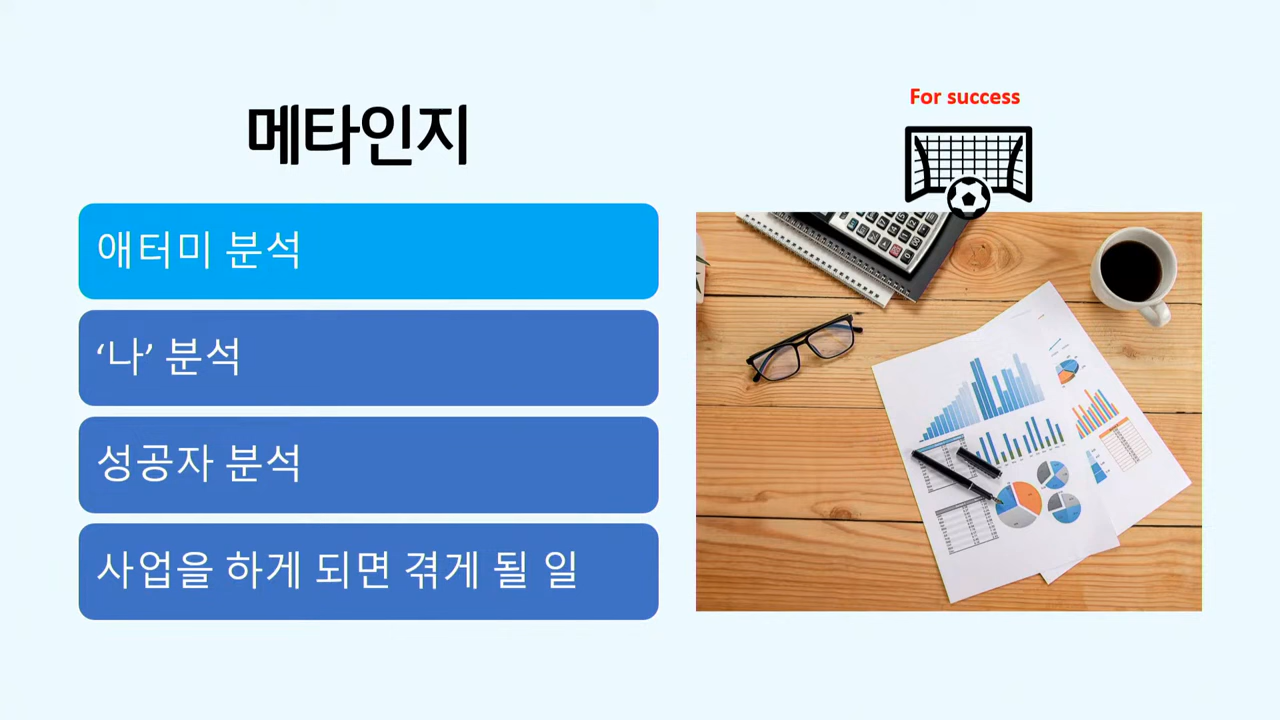 메타인지
애터미 분석
‘나’ 분석
성공자 분석
사업을 하게 되면 겪게 될 일
For success